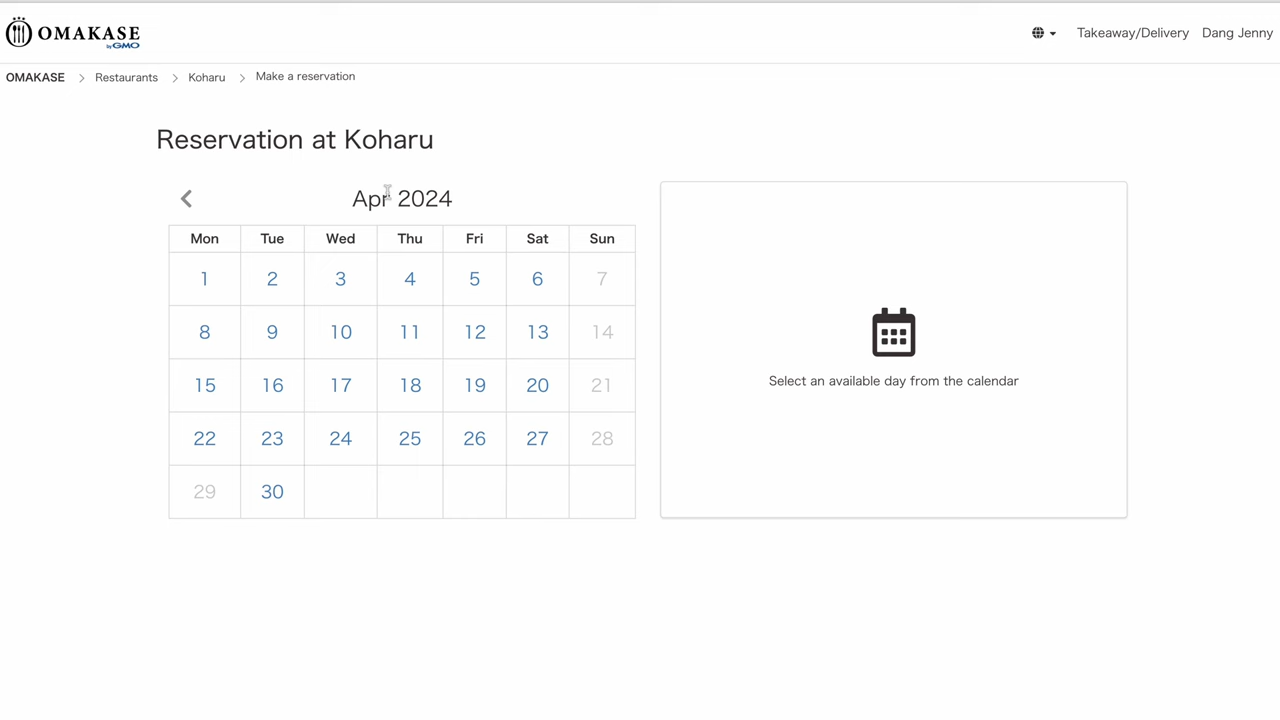 OMAKASE
by GMO
Takeaway/Delivery Dang Jenny
OMAKASE Restaurants Koharu Make a reservation
Reservation at Koharu
Apr 2024
Mon Tue Wed Thu Fri Sat Sun
1 2 3 4 5 6 7
8 9 10 11 12 13 14
15 16 17 18 19 20 21
22 23 24 25 26 27 28
29 30
Select an available day from the calendar